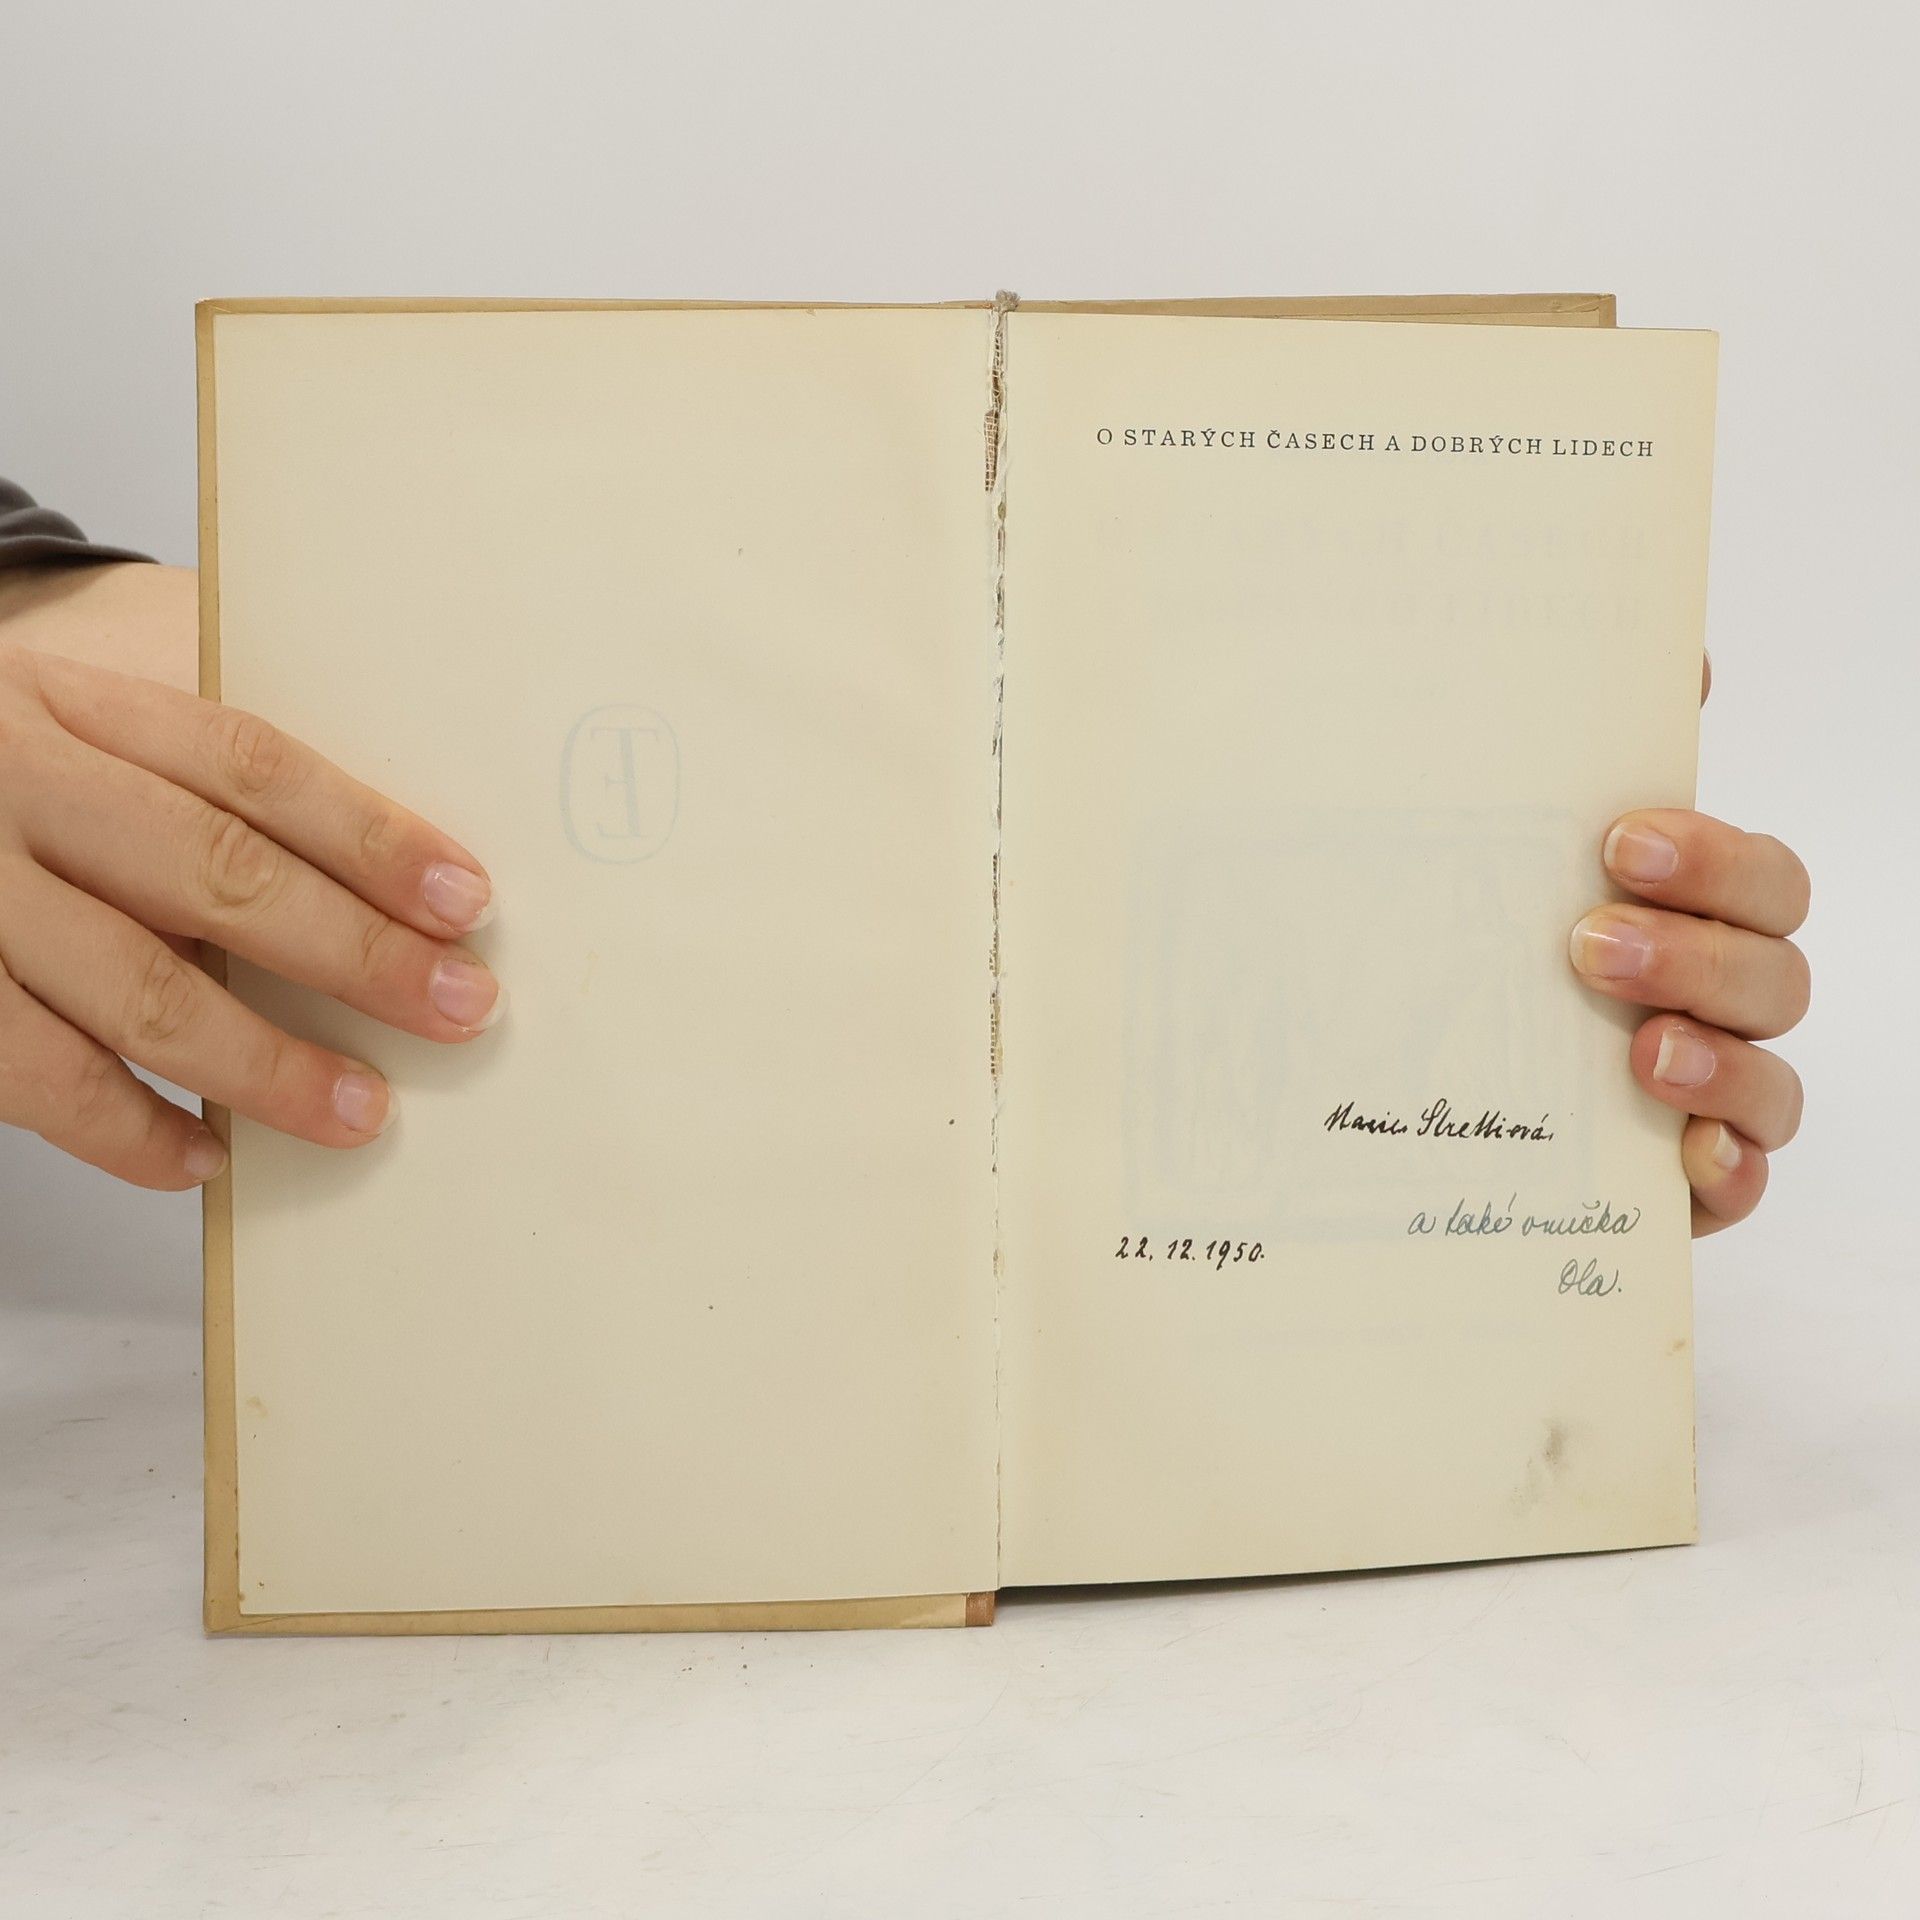 O STARÝCH ČASECH A DOBRÝCH LIDECH
Marie Strettiová.
a také vnučka
22. 12. 1950.
Ola.